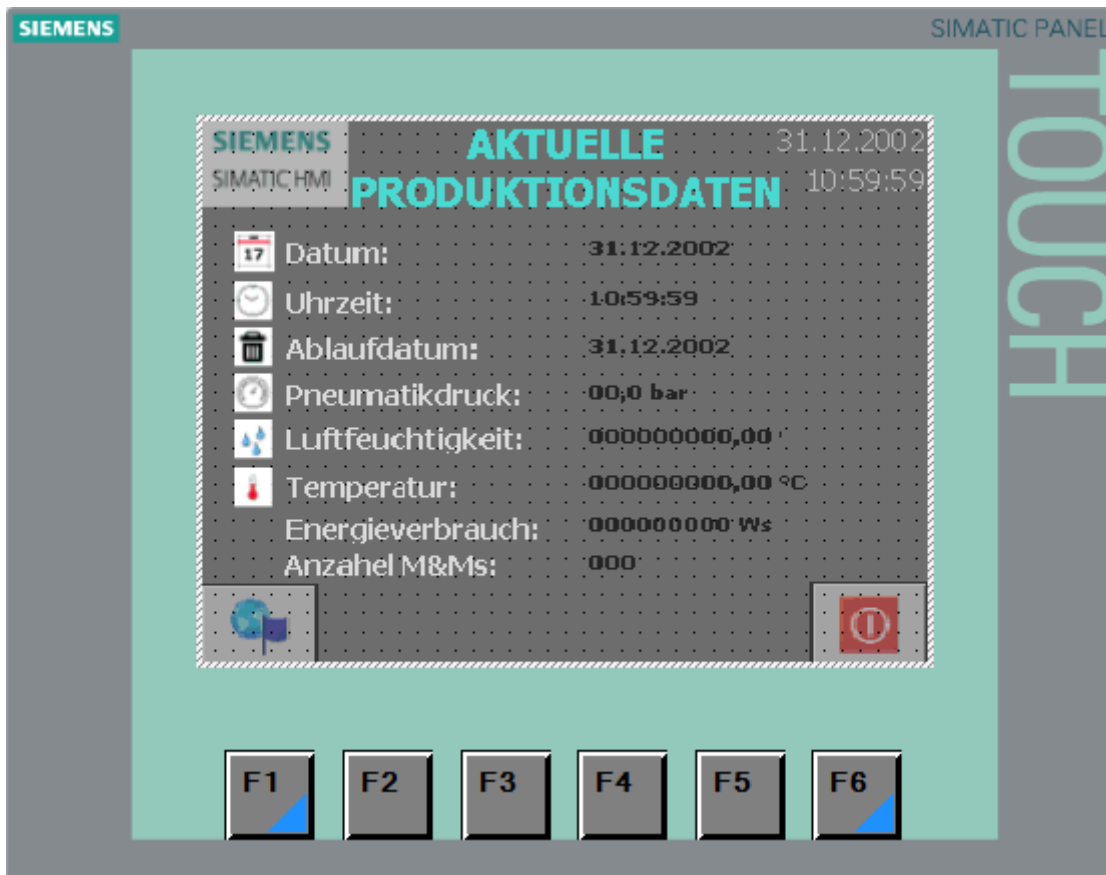 SIEMENS
SIMATIC PANEL
TOUCH
SIEMENS
SIMATIC HMI
AKTUELLE
PRODUKTIONSDATEN
31.12.2002
10:59:59
17
Datum: 31.12.2002
Uhrzeit: 10:59:59
Ablaufdatum: 31.12.2002
Pneumatikdruck: 00,0 bar
Luftfeuchtigkeit: 000000000,00
Temperatur: 000000000,00 °C
Energieverbrauch: 000000000 Ws
Anzahel M&Ms: 000
F1 F2 F3 F4 F5 F6